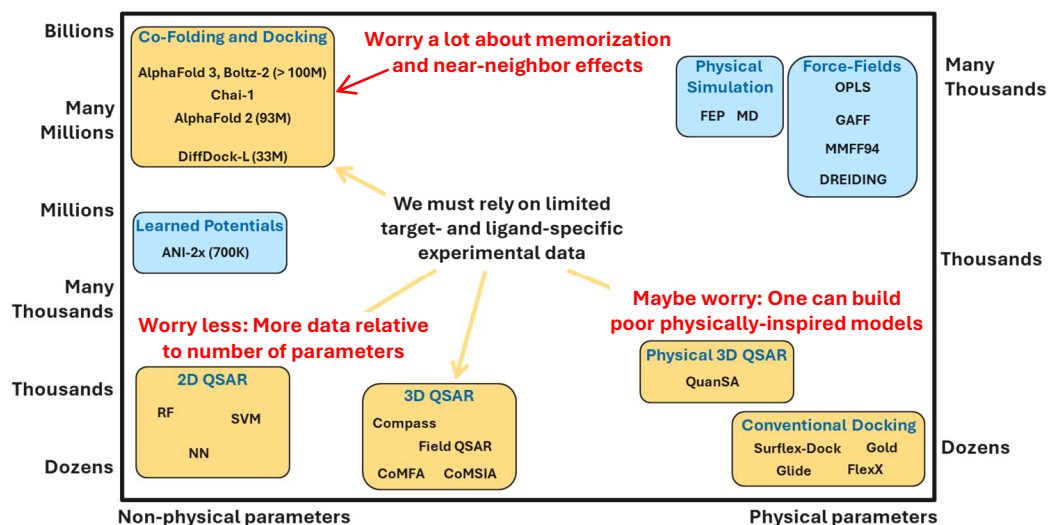 Billions
Many
Millions
Millions
Many
Thousands
Thousands
Dozens
Co-Folding and Docking
AlphaFold 3, Boltz-2 (> 100M)
Chai-1
AlphaFold 2 (93M)
DiffDock-L (33M)
Worry a lot about memorization
and near-neighbor effects
Physical
Simulation
FEP MD
Force-Fields
OPLS
GAFF
MMFF94
DREIDING
Many
Thousands
Thousands
Dozens
Learned Potentials
ANI-2x (700K)
We must rely on limited
target- and ligand-specific
experimental data
Worry less: More data relative
to number of parameters
Maybe worry: One can build
poor physically-inspired models
2D QSAR
RF
SVM
NN
3D QSAR
Compass
Field QSAR
CoMFA CoMSIA
Physical 3D QSAR
QuanSA
Conventional Docking
Surflex-Dock Gold
Glide FlexX
Non-physical parameters
Physical parameters